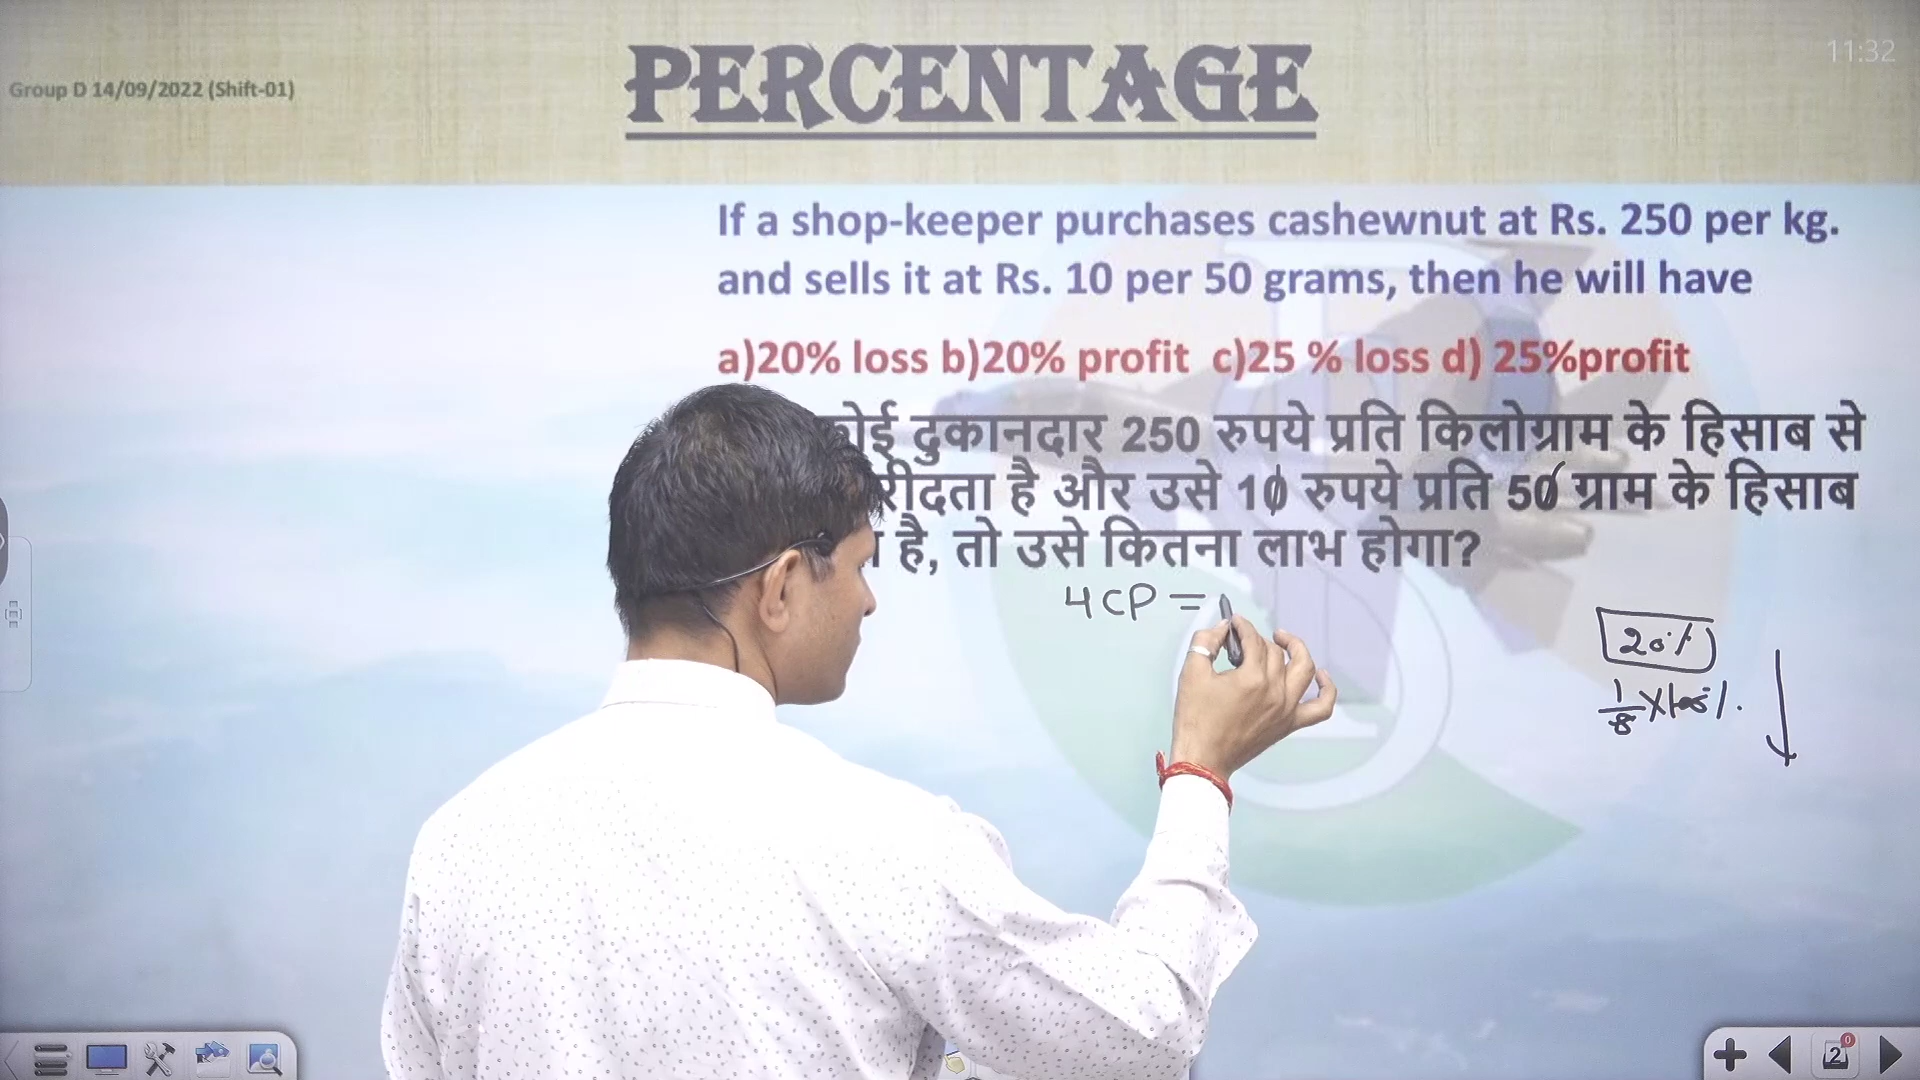 11:32
Group D 14/09/2022 (Shift-01)
PERCENTAGE
If a shop-keeper purchases cashewnut at Rs. 250 per kg.
and sells it at Rs. 10 per 50 grams, then he will have
a)20% loss b)20% profit c)25 % loss d) 25%profit
दुकानदार 250 रुपये प्रति किलोग्राम के हिसाब से
है और उसे 10 रुपये प्रति 50 ग्राम के हिसाब
है, तो उसे कितना लाभ होगा?
4CP =
20%
2
0